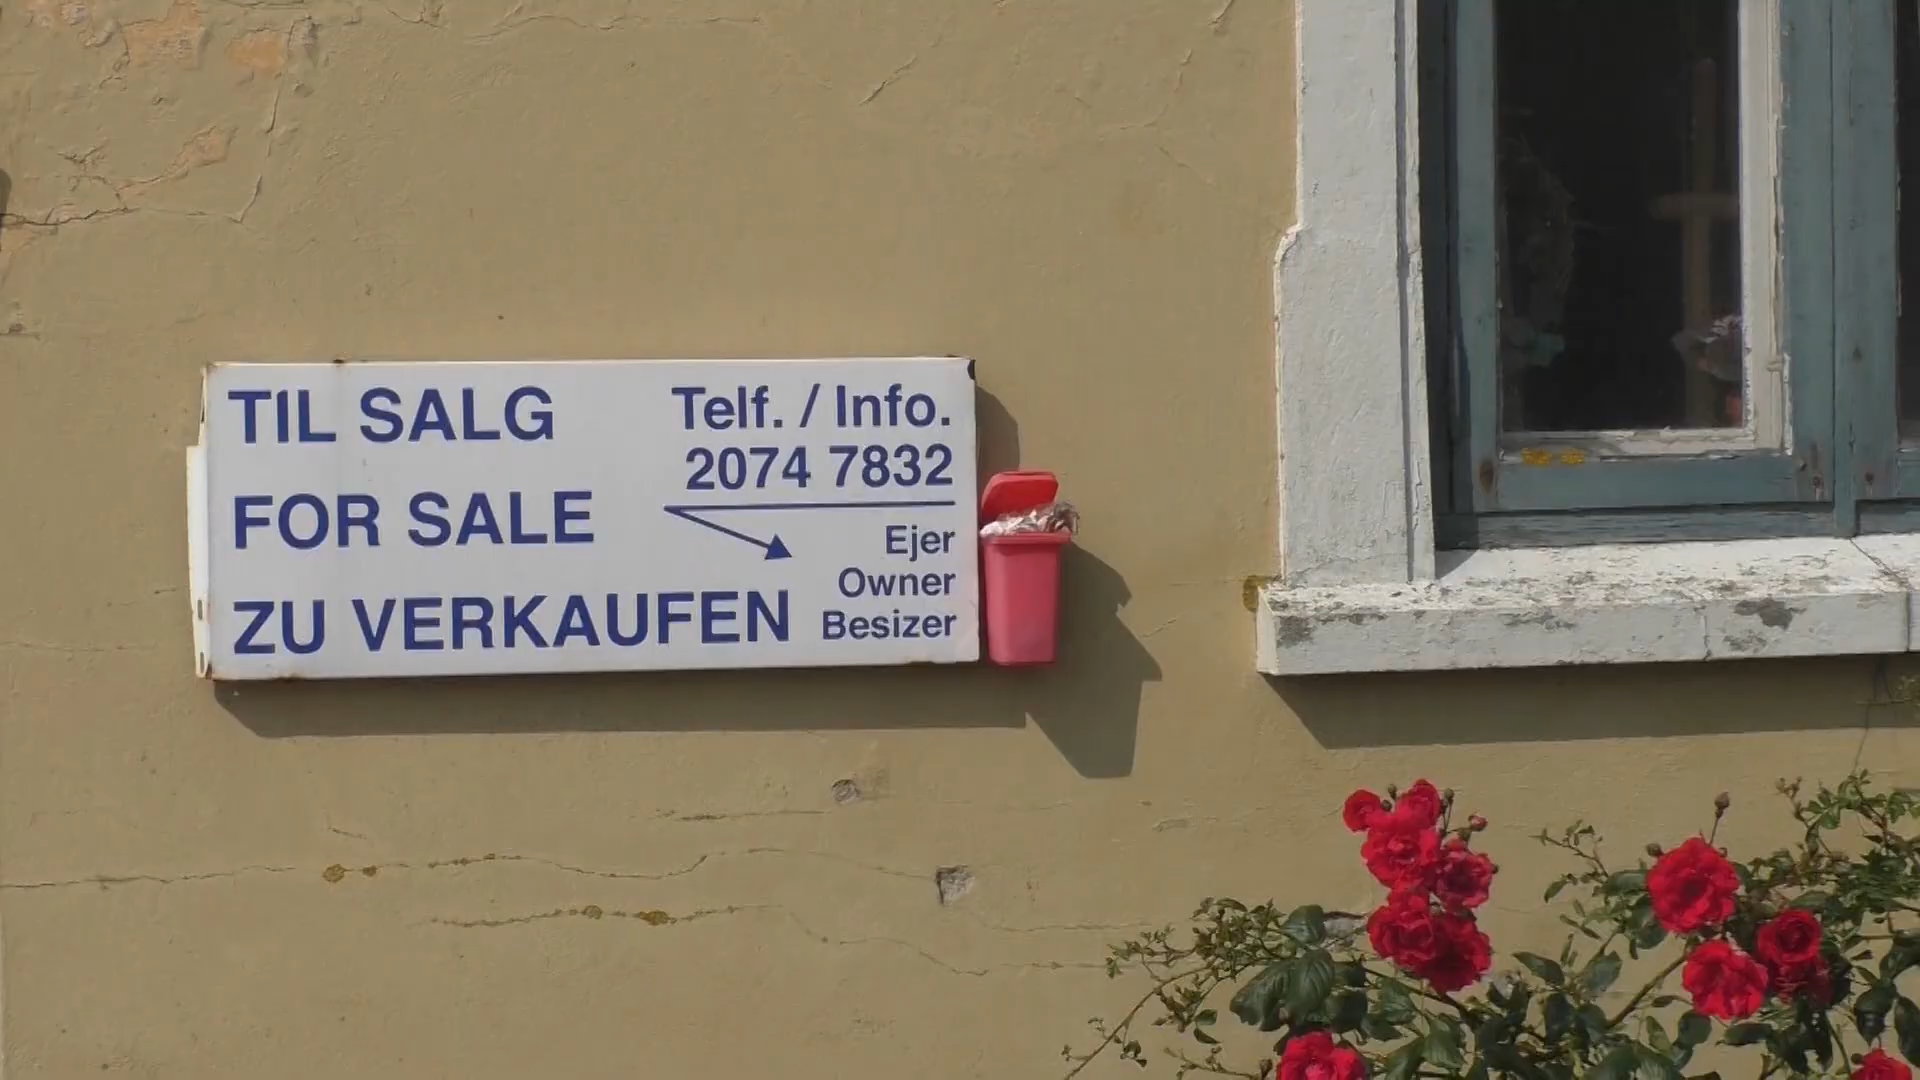 TIL SALG
FOR SALE
ZU VERKAUFEN
Telf. / Info.
2074 7832
Ejer
Owner
Besizer